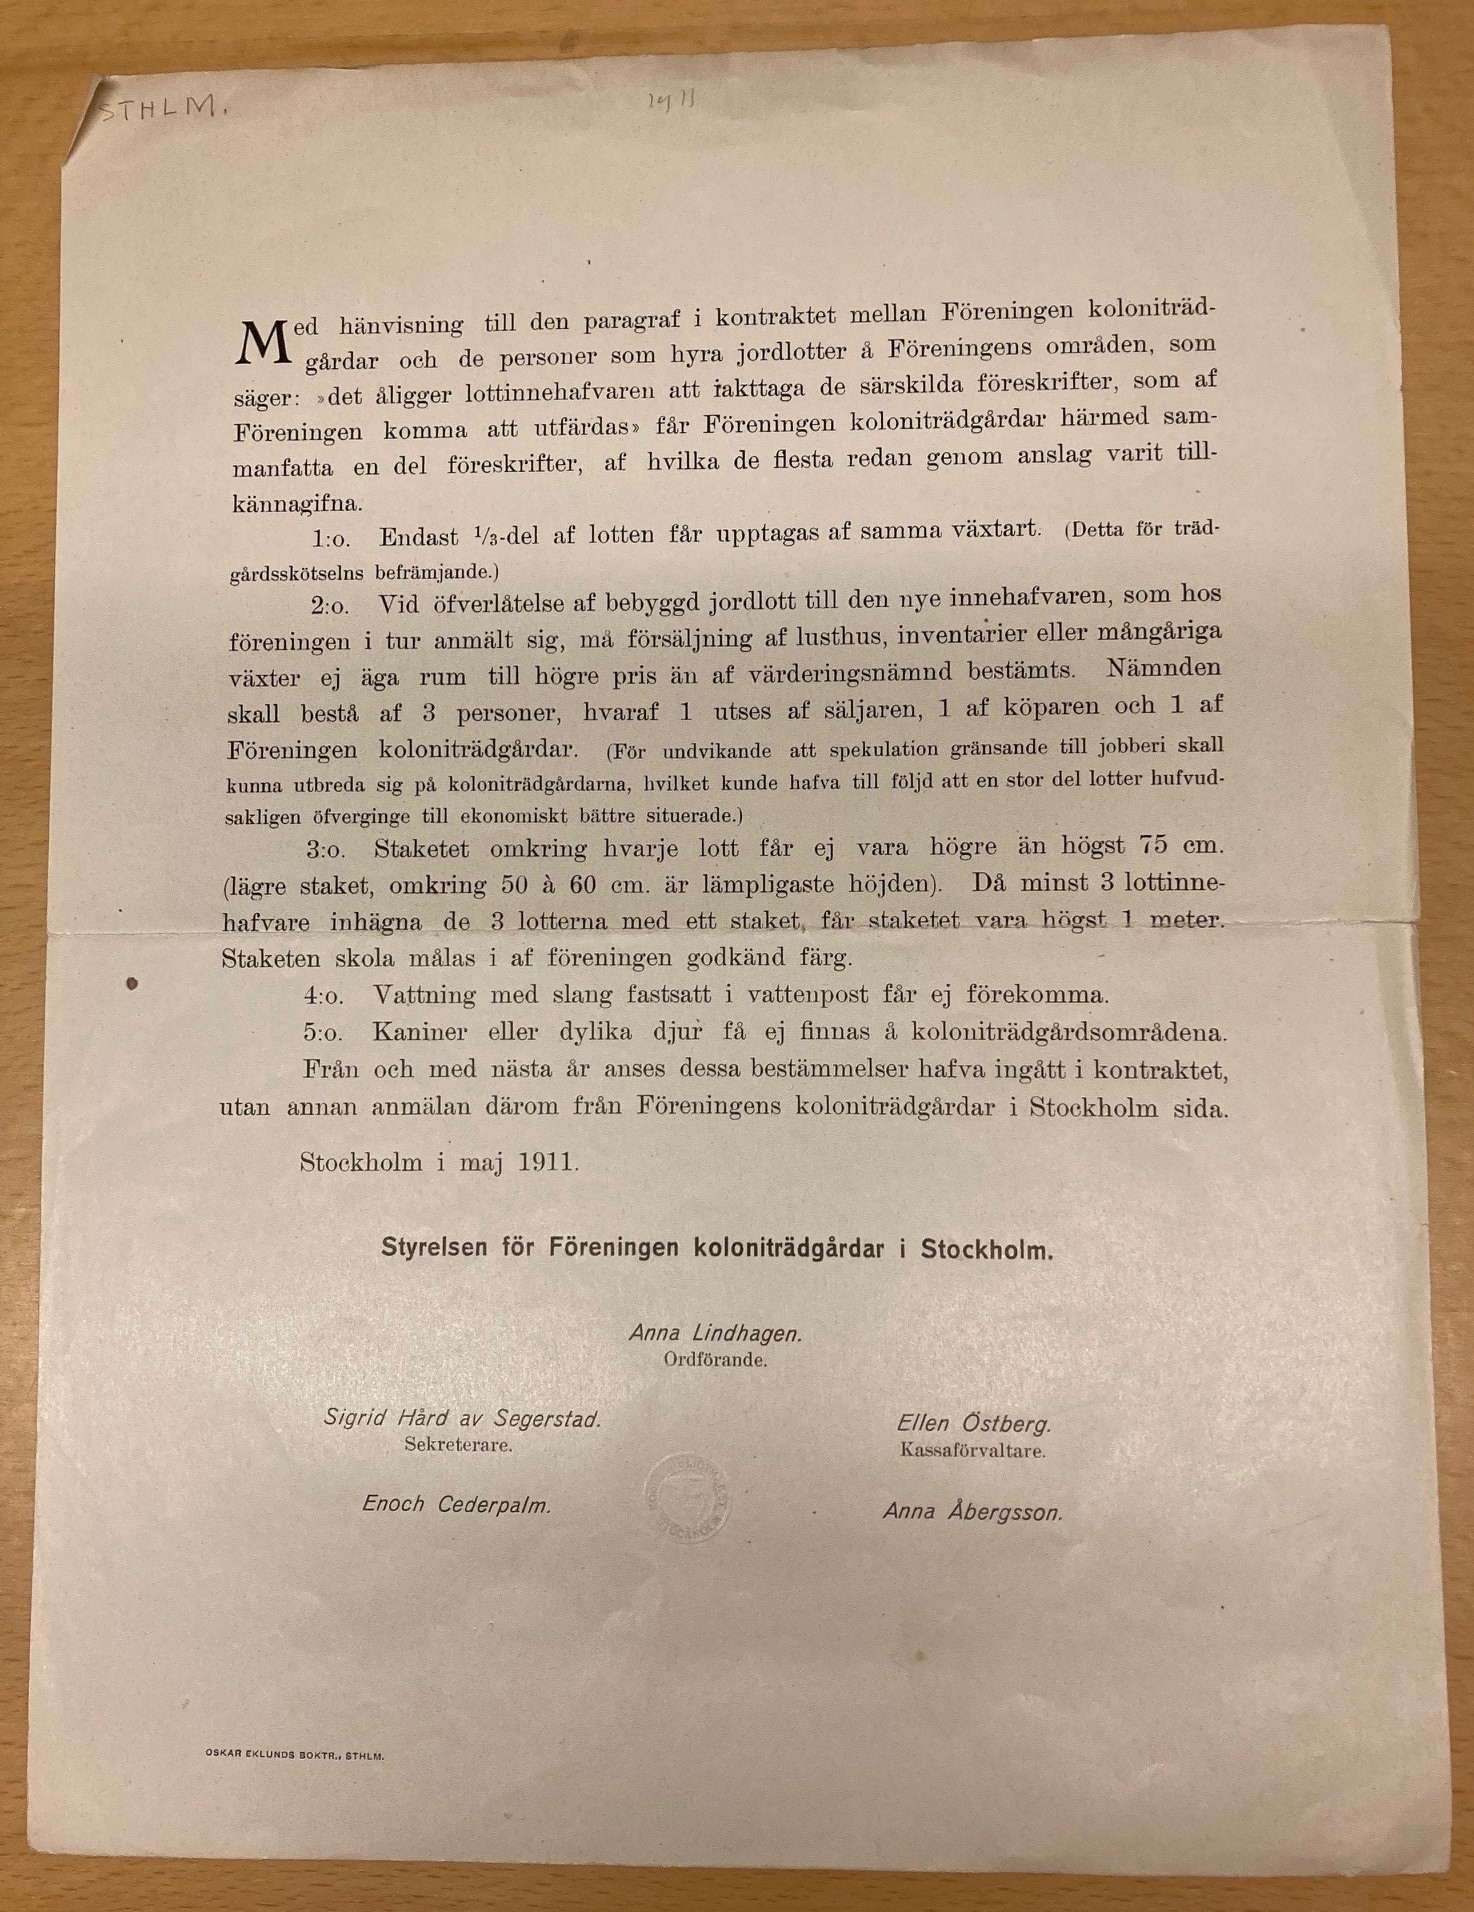 STHLM.
1911
Med hänvisning till den paragraf i kontraktet mellan Föreningen koloniträd-
gårdar och de personer som hyra jordlotter å Föreningens områden, som
säger: »det åligger lottinnehafvaren att iakttaga de särskilda föreskrifter, som af
Föreningen komma att utfärdas» får Föreningen koloniträdgårdar härmed sam-
manfatta en del föreskrifter, af hvilka de flesta redan genom anslag varit till-
kännagifna.
1:o. Endast 1/3-del af lotten får upptagas af samma växtart. (Detta för träd-
gårdsskötselns befrämjande.)
2:o. Vid öfverlåtelse af bebyggd jordlott till den nye innehafvaren, som hos
föreningen i tur anmält sig, må försäljning af lusthus, inventarier eller mångåriga
växter ej äga rum till högre pris än af värderingsnämnd bestämts. Nämnden
skall bestå af 3 personer, hvaraf 1 utses af säljaren, 1 af köparen och 1 af
Föreningen koloniträdgårdar. (För undvikande att spekulation gränsande till jobberi skall
kunna utbreda sig på koloniträdgårdarna, hvilket kunde hafva till följd att en stor del lotter hufvud-
sakligen öfverginge till ekonomiskt bättre situerade.)
3:o. Staketet omkring hvarje lott får ej vara högre än högst 75 cm.
(lägre staket, omkring 50 à 60 cm. är lämpligaste höjden). Då minst 3 lottinne-
hafvare inhägna de 3 lotterna med ett staket, får staketet vara högst 1 meter.
Staketen skola målas i af föreningen godkänd färg.
4:o. Vattning med slang fastsatt i vattenpost får ej förekomma.
5:o. Kaniner eller dylika djur få ej finnas å koloniträdgårdsområdena.
Från och med nästa år anses dessa bestämmelser hafva ingått i kontraktet,
utan annan anmälan därom från Föreningens koloniträdgårdar i Stockholm sida.
Stockholm i maj 1911.
Styrelsen för Föreningen koloniträdgårdar i Stockholm.
Anna Lindhagen.
Ordförande.
Sigrid Hård av Segerstad.
Sekreterare.
Ellen Östberg.
Kassaförvaltare.
Enoch Cederpalm.
Anna Åbergsson.
OSKAR EKLUNDS BOKTR., STHLM.